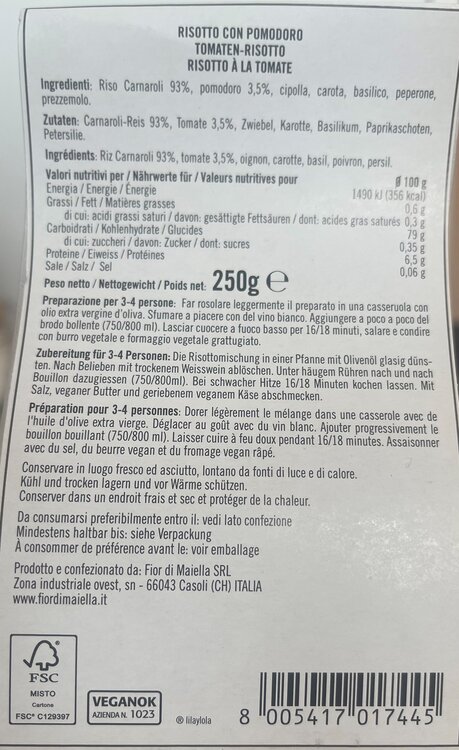 RISOTTO CON POMODORO
TOMATEN-RISOTTO
RISOTTO À LA TOMATE
Ingredienti: Riso Carnaroli 93%, pomodoro 3,5%, cipolla, carota, basilico, peperone,
prezzemolo.
Zutaten: Carnaroli-Reis 93%, Tomate 3,5%, Zwiebel, Karotte, Basilikum, Paprikaschoten,
Petersilie.
Ingrédients: Riz Carnaroli 93%, tomate 3,5%, oignon, carotte, basil, poivron, persil.
Valori nutritivi per / Nährwerte für / Valeurs nutritives pour Ø 100 g
Energia / Energie / Énergie 1490 kJ (356 kcal)
Grassi / Fett / Matières grasses 0,6 g
di cui: acidi grassi saturi / davon: gesättigte Fettsäuren / dont: acides gras saturés 0,3 g
Carboidrati / Kohlenhydrate / Glucides 79 g
di cui: zuccheri / davon: Zucker / dont: sucres 0,35 g
Proteine / Eiweiss / Protéines 6,5 g
Sale / Salz / Sel 0,06 g
Peso netto / Nettogewicht / Poids net: 250g ℮
Preparazione per 3-4 persone: Far rosolare leggermente il preparato in una casseruola con
olio extra vergine d'oliva. Sfumare a piacere con del vino bianco. Aggiungere a poco a poco del
brodo bollente (750/800 ml). Lasciar cuocere a fuoco basso per 16/18 minuti, salare e condire
con burro vegetale e formaggio vegetale grattugiato.
Zubereitung für 3-4 Personen: Die Risottomischung in einer Pfanne mit Olivenöl glasig düns-
ten. Nach Belieben mit trockenem Weisswein ablöschen. Unter häugem Rühren nach und nach
Bouillon dazugiessen (750/800ml). Bei schwacher Hitze 16/18 Minuten kochen lassen. Mit
Salz, veganer Butter und geriebenem veganem Käse abschmecken.
Préparation pour 3-4 personnes: Dorer légèrement le mélange dans une casserole avec de
l'huile d'olive extra vierge. Déglacer au goût avec du vin blanc. Ajouter progressivement le
bouillon bouillant (750/800 ml). Laisser cuire à feu doux pendant 16/18 minutes. Assaisonner
avec du sel, du beurre vegan et du fromage vegan râpé.
Conservare in luogo fresco ed asciutto, lontano da fonti di luce e di calore.
Kühl und trocken lagern und vor Wärme schützen.
Conserver dans un endroit frais et sec et protéger de la chaleur.
Da consumarsi preferibilmente entro il: vedi lato confezione
Mindestens haltbar bis: siehe Verpackung
À consommer de préférence avant le: voir emballage
Prodotto e confezionato da: Fior di Maiella SRL
Zona industriale ovest, sn - 66043 Casoli (CH) ITALIA
www.fiordimaiella.it
FSC
MISTO
Cartone
FSC® C129397
VEGANOK
AZIENDA N. 1023
® lilaylola
8 005417 017445